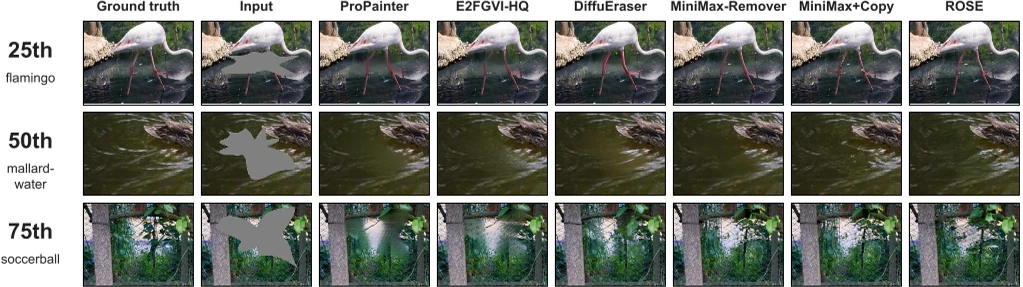 Ground truth Input ProPainter E2FGVI-HQ DiffuEraser MiniMax-Remover MiniMax+Copy ROSE
25th
flamingo
50th
mallard-
water
75th
soccerball